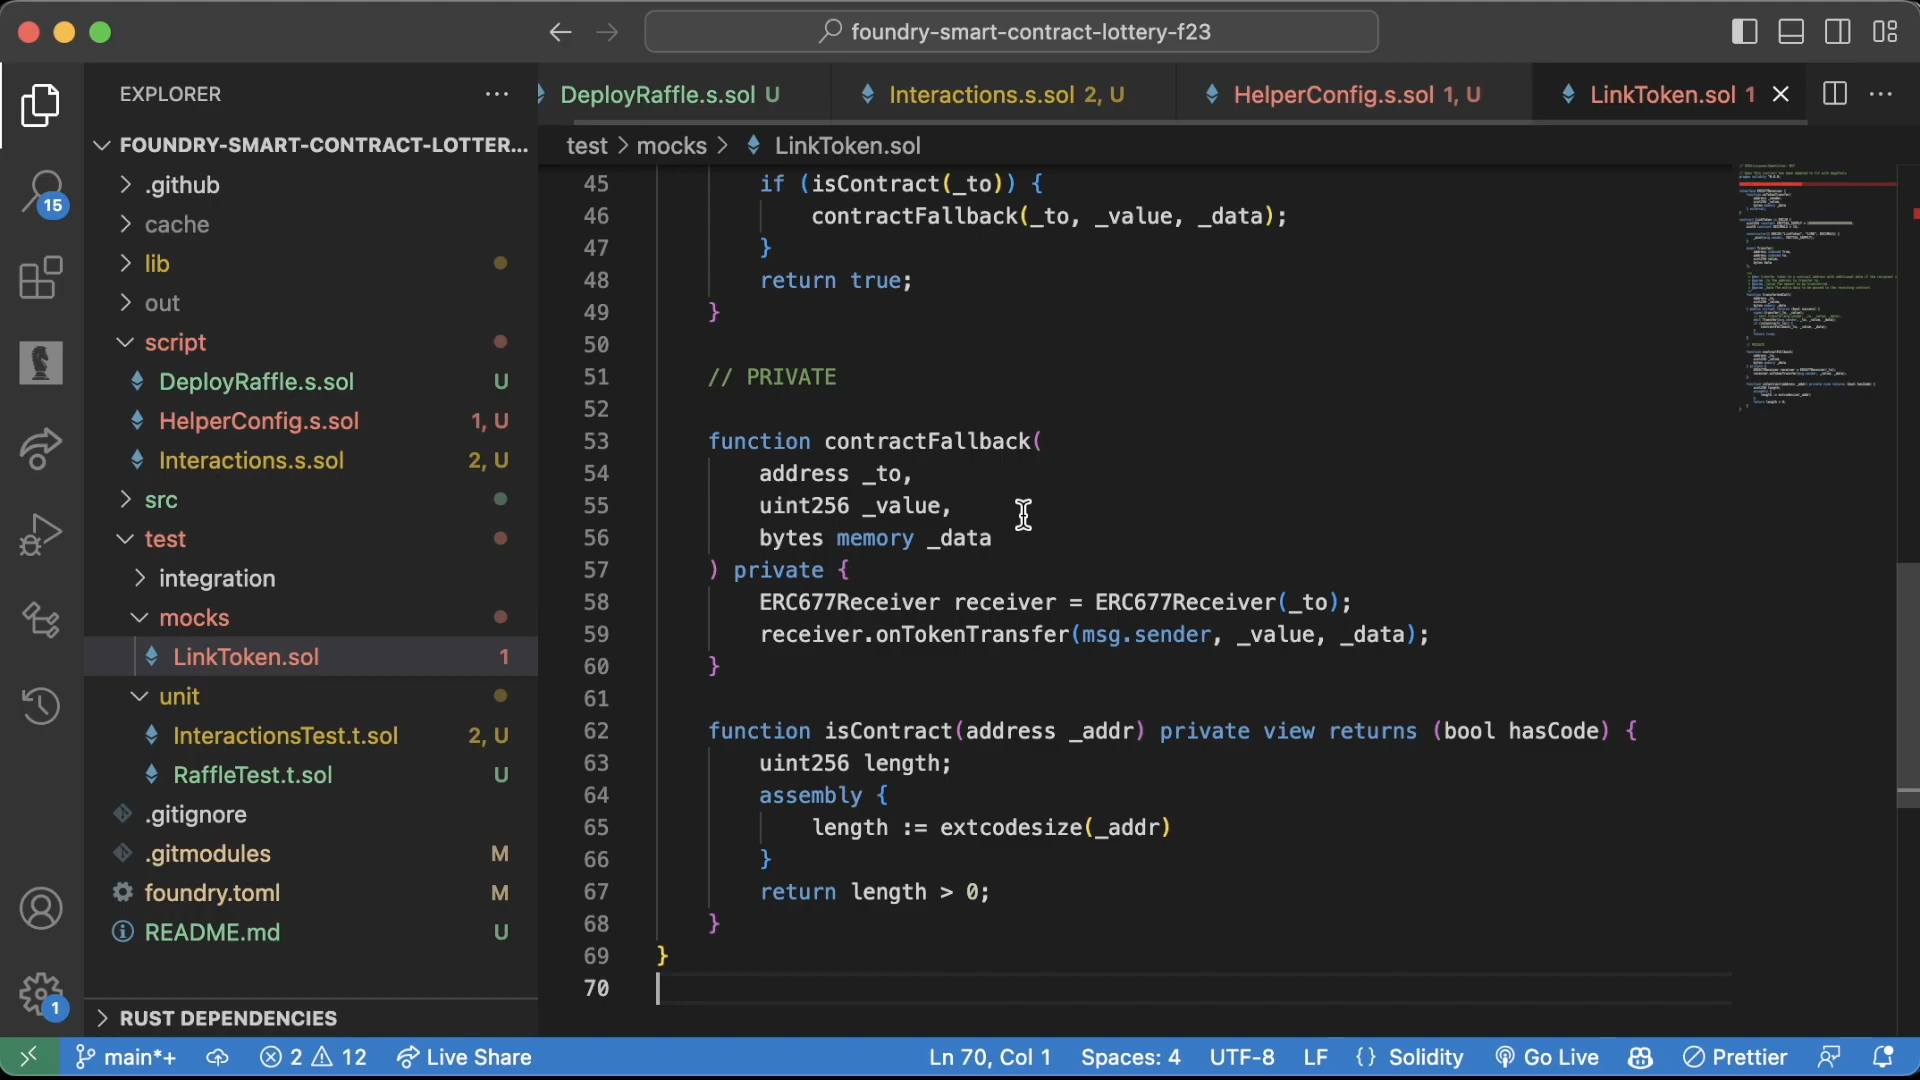 foundry-smart-contract-lottery-f23
EXPLORER
FOUNDRY-SMART-CONTRACT-LOTTER...
.github
cache
lib
out
script
DeployRaffle.s.sol U
HelperConfig.s.sol 1, U
Interactions.s.sol 2, U
src
test
integration
mocks
LinkToken.sol 1
unit
InteractionsTest.t.sol 2, U
RaffleTest.t.sol U
.gitignore
.gitmodules M
foundry.toml M
README.md U
RUST DEPENDENCIES
15
1
DeployRaffle.s.sol U
Interactions.s.sol 2, U
HelperConfig.s.sol 1, U
LinkToken.sol 1
test > mocks > LinkToken.sol
45 if (isContract(_to)) {
46 contractFallback(_to, _value, _data);
47 }
48 return true;
49 }
50
51 // PRIVATE
52
53 function contractFallback(
54 address _to,
55 uint256 _value,
56 bytes memory _data
57 ) private {
58 ERC677Receiver receiver = ERC677Receiver(_to);
59 receiver.onTokenTransfer(msg.sender, _value, _data);
60 }
61
62 function isContract(address _addr) private view returns (bool hasCode) {
63 uint256 length;
64 assembly {
65 length := extcodesize(_addr)
66 }
67 return length > 0;
68 }
69 }
70
main*+ 2 12 Live Share Ln 70, Col 1 Spaces: 4 UTF-8 LF {} Solidity Go Live Prettier